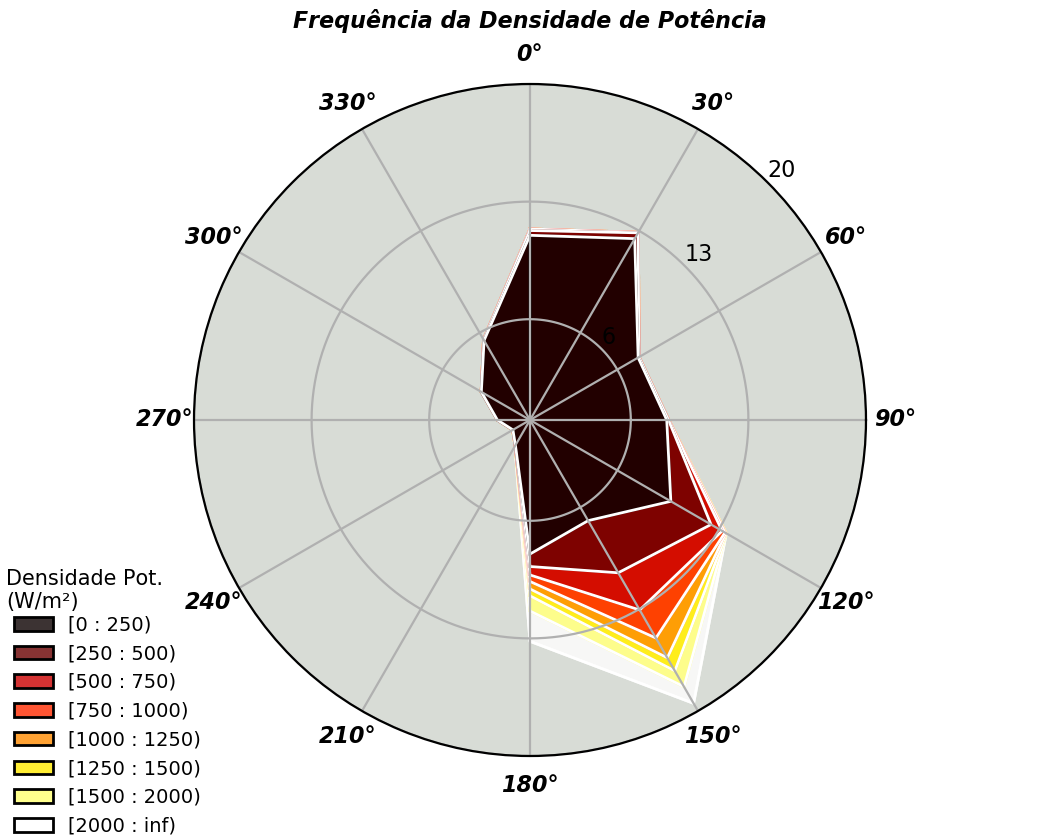 Frequência da Densidade de Potência
0°
30°
60°
90°
120°
150°
180°
210°
240°
270°
300°
330°
6
13
20
Densidade Pot.
(W/m²)
[0 : 250)
[250 : 500)
[500 : 750)
[750 : 1000)
[1000 : 1250)
[1250 : 1500)
[1500 : 2000)
[2000 : inf)